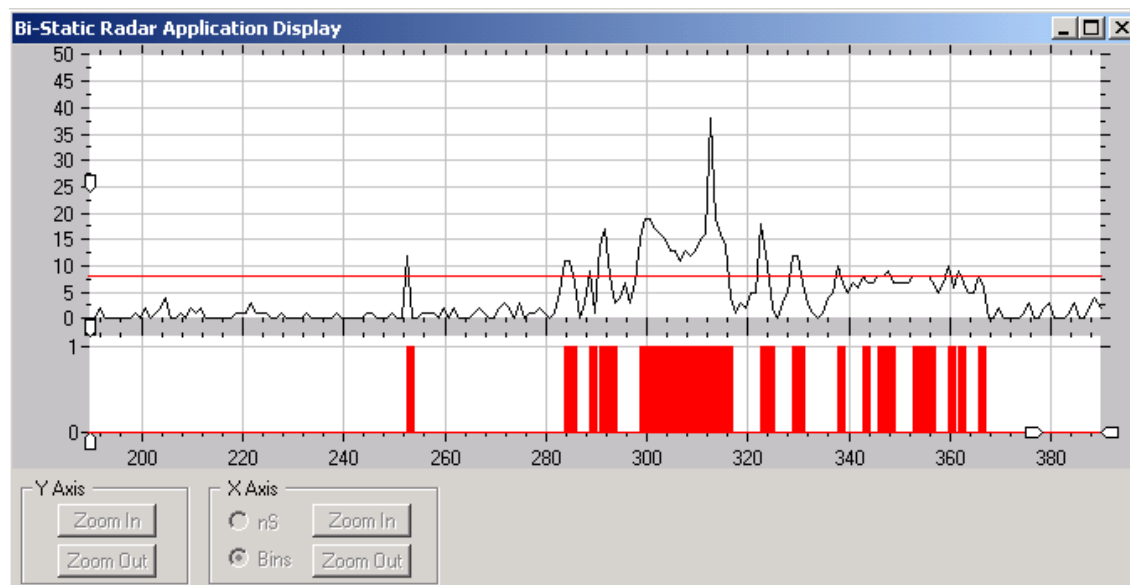 Bi-Static Radar Application Display
50
45
40
35
30
25
20
15
10
5
0
1
0
200 220 240 260 280 300 320 340 360 380
Y Axis X Axis
Zoom In nS Zoom In
Zoom Out Bins Zoom Out